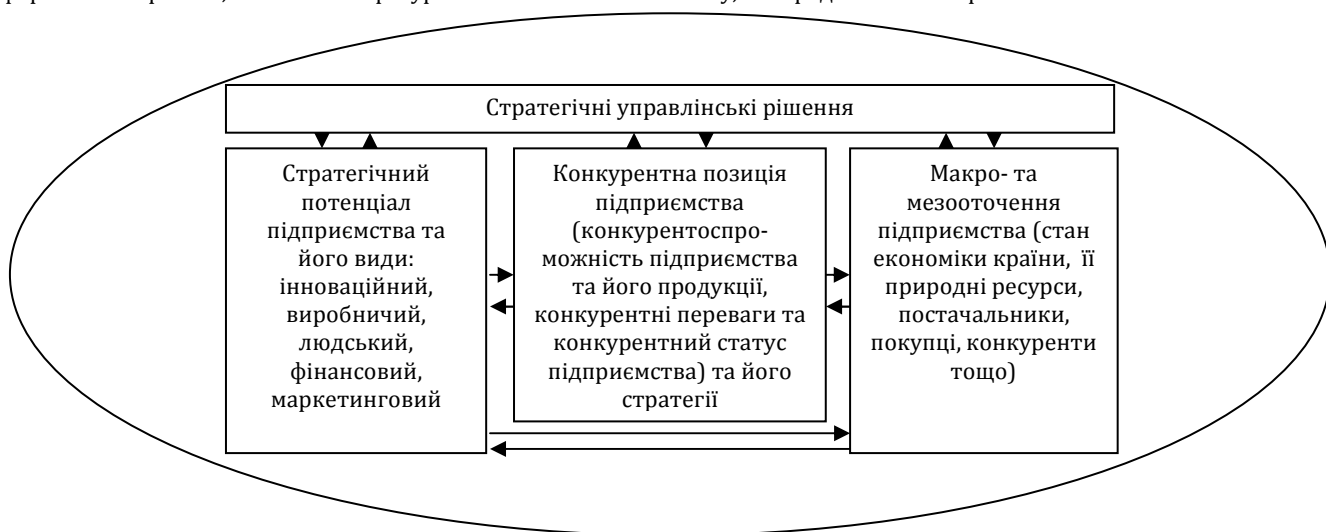 Стратегічні управлінські рішення
Стратегічний
потенціал
підприємства та
його види:
інноваційний,
виробничий,
людський,
фінансовий,
маркетинговий
Конкурентна позиція
підприємства
(конкурентоспро-
можність підприємства
та його продукції,
конкурентні переваги та
конкурентний статус
підприємства) та його
стратегії
Макро- та
мезооточення
підприємства (стан
економіки країни, її
природні ресурси,
постачальники,
покупці, конкуренти
тощо)